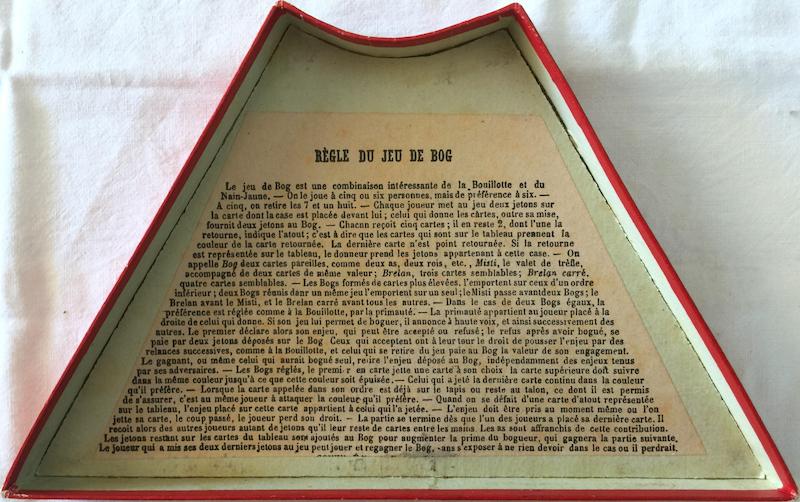 RÈGLE DU JEU DE BOG
Le jeu de Bog est une combinaison intéressante de la Bouillotte et du
Nain-Jaune. — On le joue à cinq ou six personnes, mais de préférence à six. —
A cinq, on retire les 7 et un huit. — Chaque joueur met au jeu deux jetons sur
la carte dont la case est placée devant lui ; celui qui donne les cartes, outre sa mise,
fournit deux jetons au Bog. — Chacun reçoit cinq cartes ; il en reste 2, dont l'une la
retourne, indique l'atout ; c'est à dire que les cartes qui sont sur le tableau prennent la
couleur de la carte retournée. La dernière carte n'est point retournée. Si la retourne
est représentée sur le tableau, le donneur prend les jetons appartenant à cette case. — On
appelle Bog deux cartes pareilles, comme deux as, deux rois, etc., Misti, le valet de trèfle,
accompagné de deux cartes de même valeur ; Brelan, trois cartes semblables ; Brelan carré,
quatre cartes semblables. — Les Bogs formés de cartes plus élevées, l'emportent sur ceux d'un ordre
inférieur ; deux Bogs réunis dans un même jeu l'emportent sur un seul ; le Misti passe avant deux Bogs ; le
Brelan avant le Misti, et le Brelan carré avant tous les autres. — Dans le cas de deux Bogs égaux, la
préférence est réglée comme à la Bouillotte, par la primauté. — La primauté appartient au joueur placé à la
droite de celui qui donne. Si son jeu lui permet de boguer, il annonce à haute voix, et ainsi successivement des
autres. Le premier déclare alors son enjeu, qui peut être accepté ou refusé ; le refus après avoir bogué, se
paie par deux jetons déposés sur le Bog Ceux qui acceptent ont à leur tour le droit de pousser l'enjeu par des
relances successives, comme à la Bouillotte, et celui qui se retire du jeu paie au Bog la valeur de son engagement.
Le gagnant, ou même celui qui aurait bogué seul, retire l'enjeu déposé au Bog, indépendamment des enjeux tenus
par ses adversaires. — Les Bogs réglés, le premier en carte jette une carte à son choix la carte supérieure doit suivre
dans la même couleur jusqu'à ce que cette couleur soit épuisée. — Celui qui a jeté la dernière carte continu dans la couleur
qu'il préfère. — Lorsque la carte appelée dans son ordre est déjà sur le tapis ou reste au talon, ce dont il est permis
de s'assurer, c'est au même joueur à attaquer la couleur qu'il préfère. — Quand on se défait d'une carte d'atout représentée
sur le tableau, l'enjeu placé sur cette carte appartient à celui qui l'a jetée. — L'enjeu doit être pris au moment même où l'on
jette sa carte, le coup passé, le joueur perd son droit. — La partie se termine dès que l'un des joueurs a placé sa dernière carte. Il
reçoit alors des autres joueurs autant de jetons qu'il leur reste de cartes entre les mains. Les as sont affranchis de cette contribution.
Les jetons restant sur les cartes du tableau sont ajoutés au Bog pour augmenter la prime du bogueur, qui gagnera la partie suivante.
Le joueur qui a mis ses deux derniers jetons au jeu peut jouer et regagner le Bog, sans s'exposer à ne rien devoir dans le cas ou il perdrait.